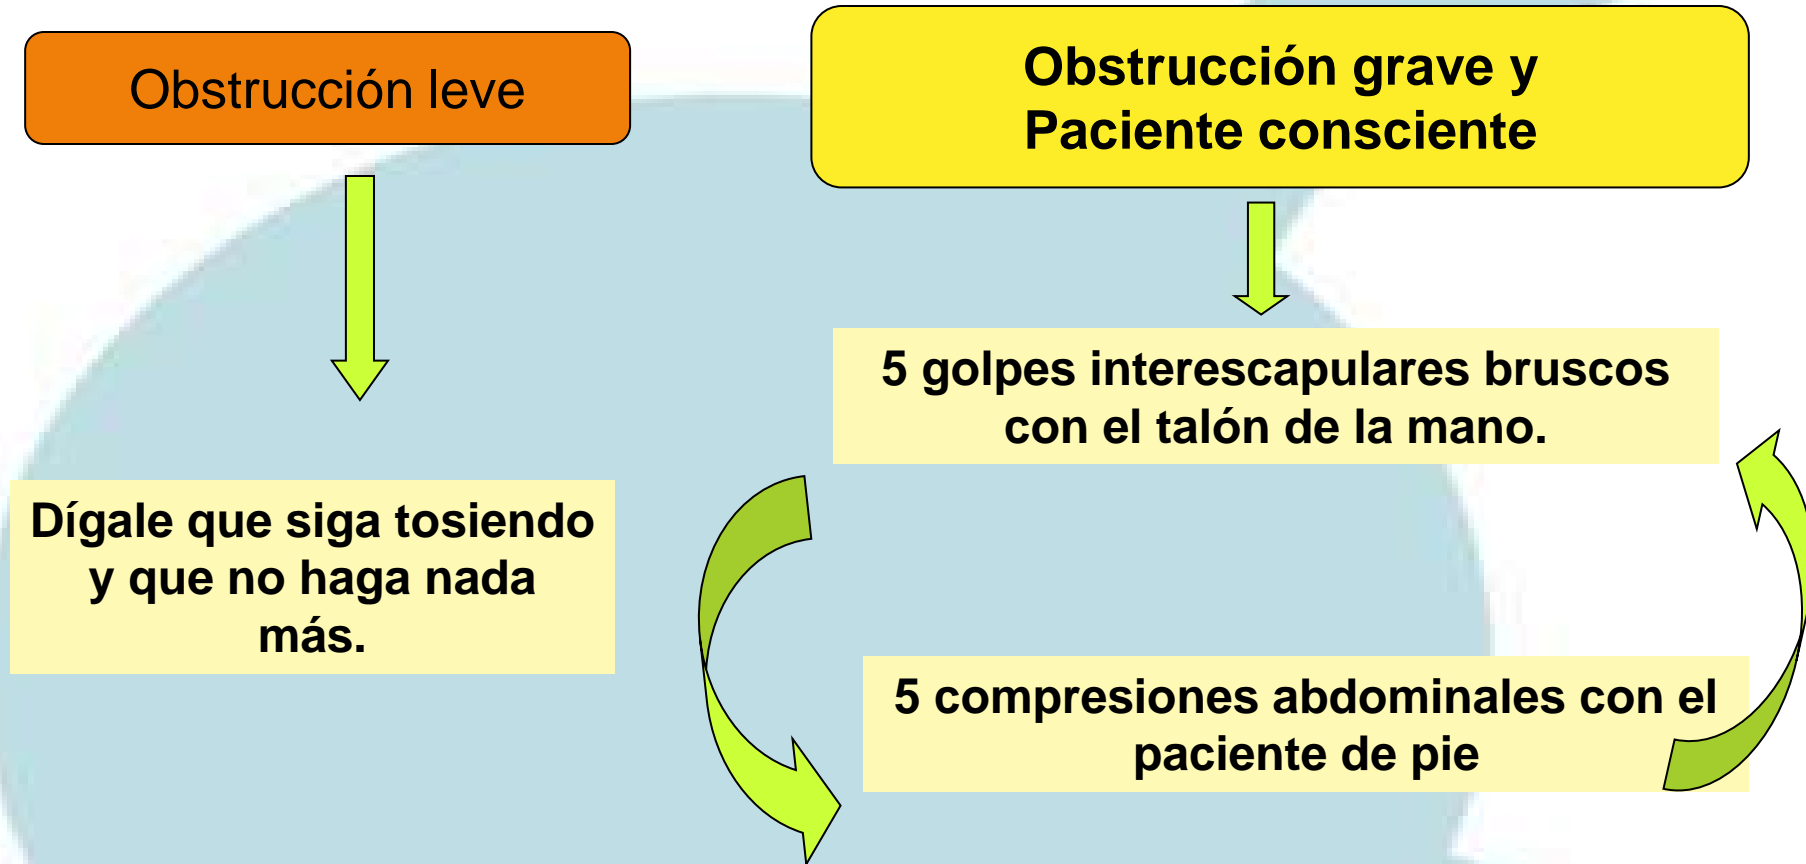 Obstrucción leve
Obstrucción grave y
Paciente consciente
5 golpes interescapulares bruscos
con el talón de la mano.
Dígale que siga tosiendo
y que no haga nada
más.
5 compresiones abdominales con el
paciente de pie